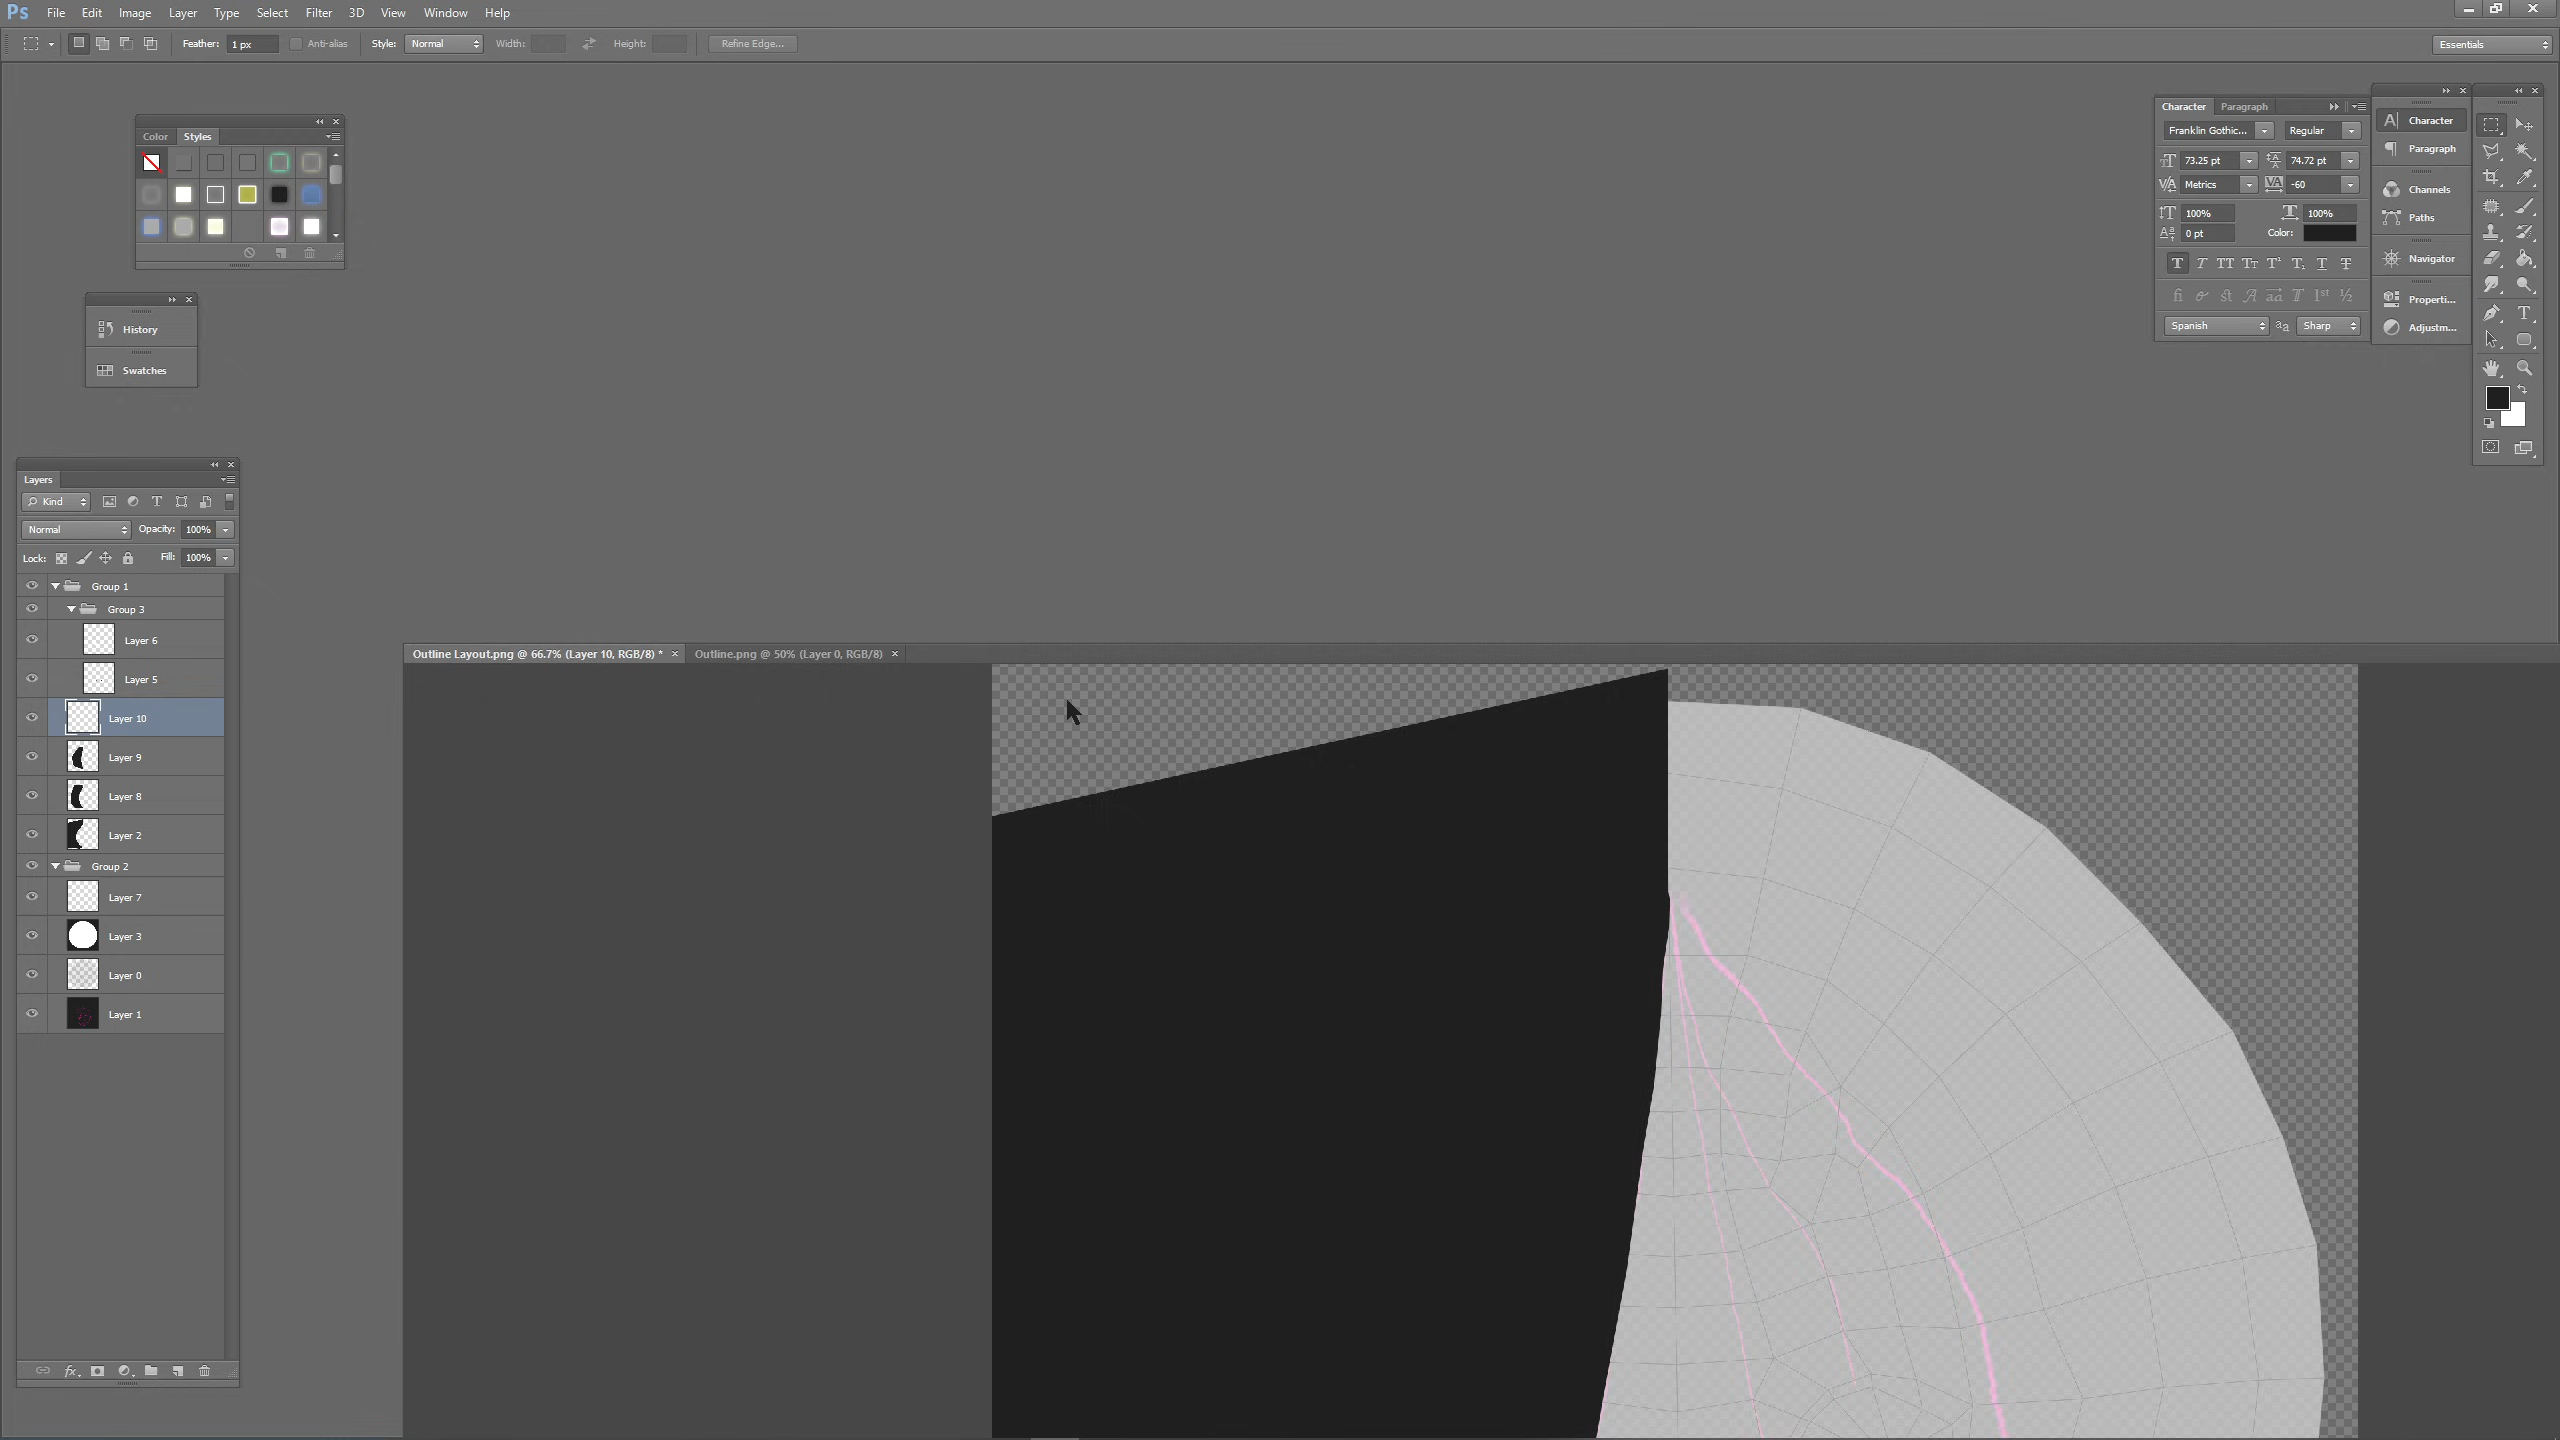 Ps File Edit Image Layer Type Select Filter 3D View Window Help
Feather: 1 px Anti-alias Style: Normal Width: Height: Refine Edge... Essentials
Color Styles
History
Swatches
Character Paragraph
Franklin Gothic... Regular
73.25 pt 74.72 pt
Metrics -60
100% 100%
0 pt Color:
Spanish Sharp
Character
Paragraph
Channels
Paths
Navigator
Properti...
Adjustm...
Layers
Kind
Normal Opacity: 100%
Lock: Fill: 100%
Group 1
Group 3
Layer 6
Layer 5
Layer 10
Layer 9
Layer 8
Layer 2
Group 2
Layer 7
Layer 3
Layer 0
Layer 1
Outline Layout.png @ 66.7% (Layer 10, RGB/8) * Outline.png @ 50% (Layer 0, RGB/8)